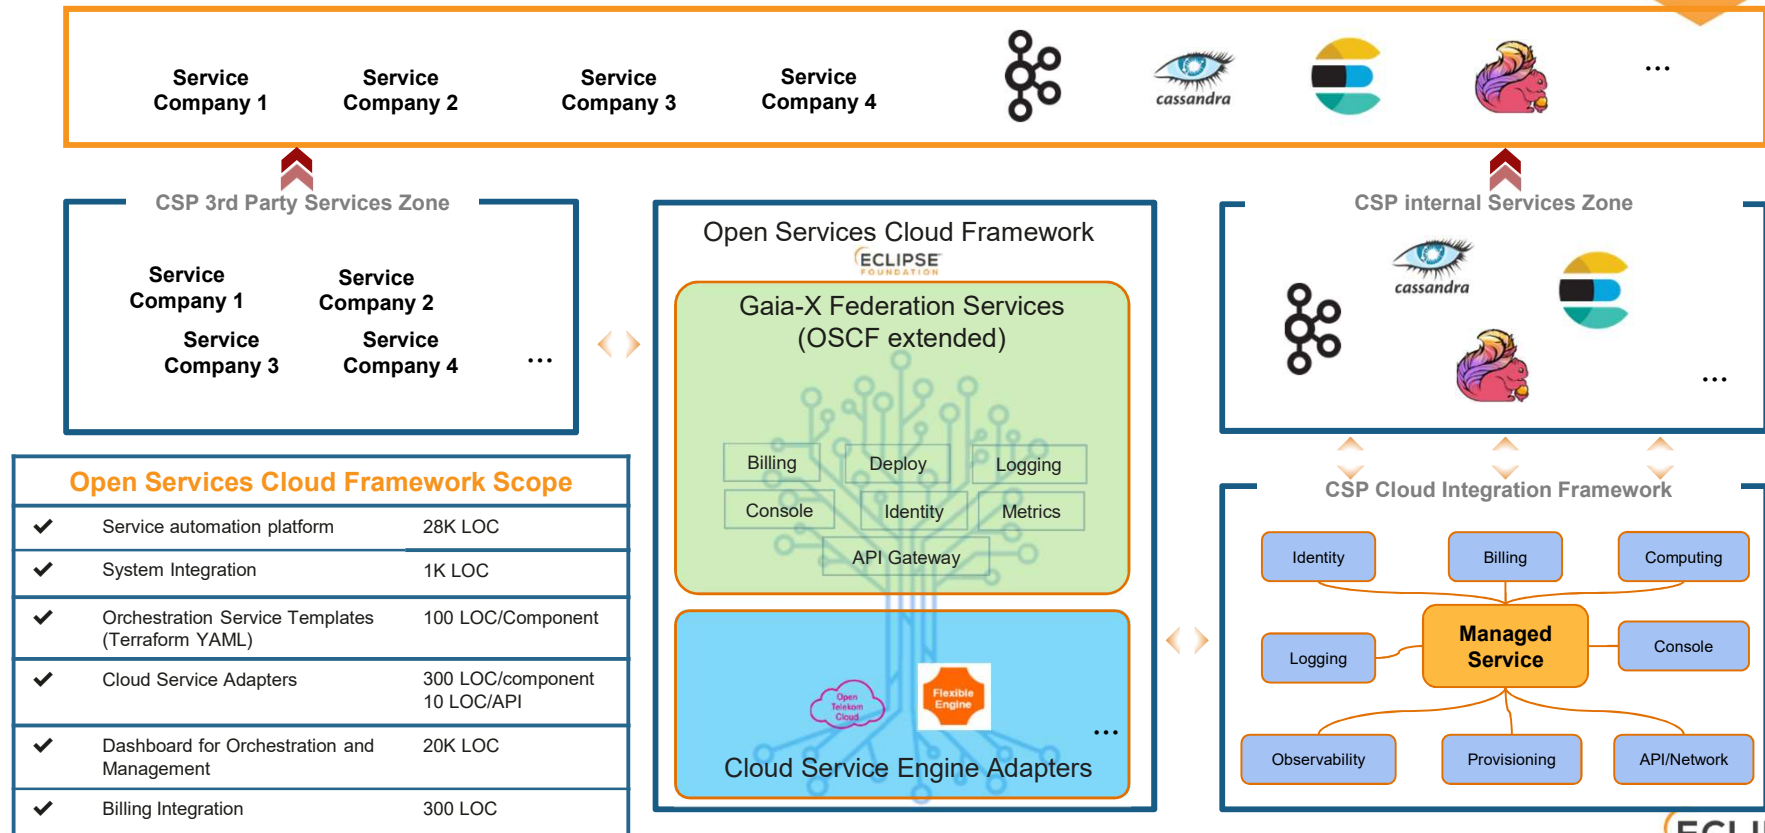 Service
Company 1
Service
Company 2
Service
Company 3
Service
Company 4
cassandra
...
CSP 3rd Party Services Zone
Service
Company 1
Service
Company 2
Service
Company 3
Service
Company 4
...
Open Services Cloud Framework
ECLIPSE
FOUNDATION
Gaia-X Federation Services
(OSCF extended)
Billing
Deploy
Logging
Console
Identity
Metrics
API Gateway
Open
Telekom
Cloud
Flexible
Engine
...
Cloud Service Engine Adapters
CSP internal Services Zone
cassandra
...
CSP Cloud Integration Framework
Identity
Billing
Computing
Managed
Service
Logging
Console
Observability
Provisioning
API/Network
Open Services Cloud Framework Scope
✔ Service automation platform 28K LOC
✔ System Integration 1K LOC
✔ Orchestration Service Templates 100 LOC/Component
(Terraform YAML)
✔ Cloud Service Adapters 300 LOC/component
10 LOC/API
✔ Dashboard for Orchestration and 20K LOC
Management
✔ Billing Integration 300 LOC